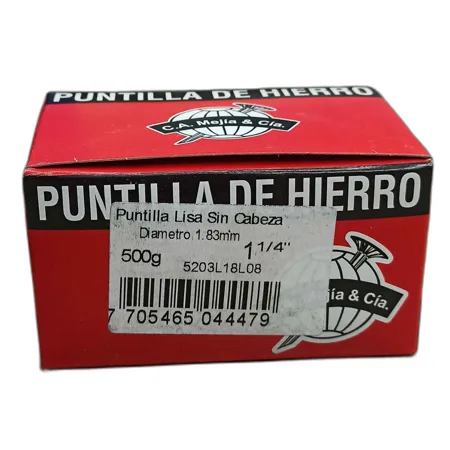 PUNTILLA DE HIERRO
C.A. Mejía & Cía.
PUNTILLA DE HIERRO
Puntilla Lisa Sin Cabeza
Diametro 1.83mm
500g 1 1/4"
5203L18L08
7 705465 044479
jía & Cía.